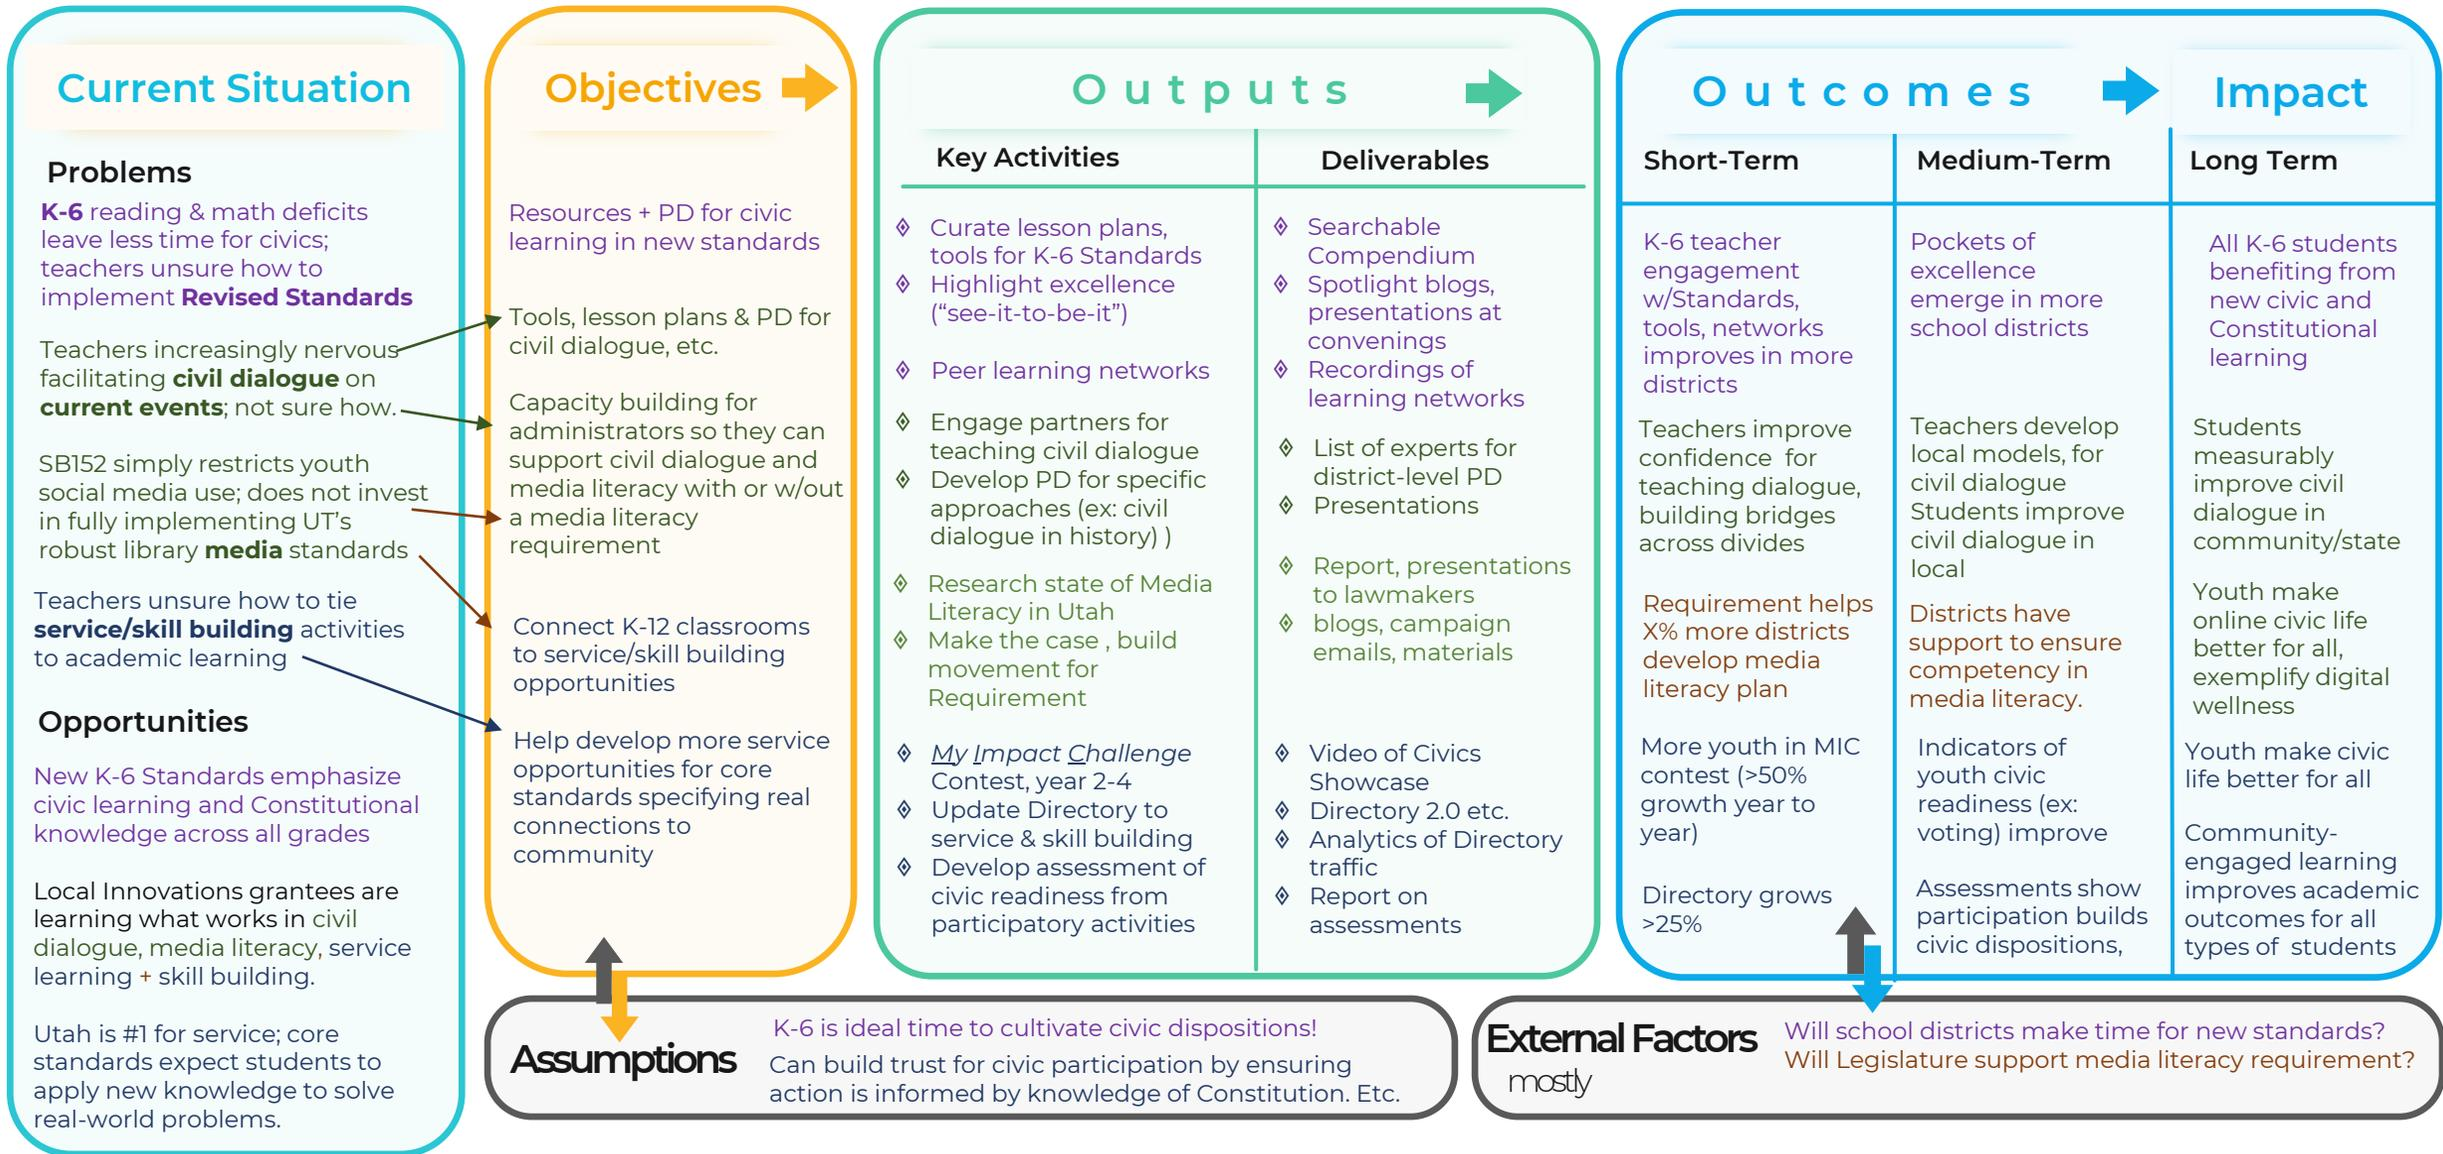 Current Situation
Problems
K-6 reading & math deficits
leave less time for civics;
teachers unsure how to
implement Revised Standards
Teachers increasingly nervous
facilitating civil dialogue on
current events; not sure how.
SB152 simply restricts youth
social media use; does not invest
in fully implementing UT's
robust library media standards
Teachers unsure how to tie
service/skill building activities
to academic learning
Opportunities
New K-6 Standards emphasize
civic learning and Constitutional
knowledge across all grades
Local Innovations grantees are
learning what works in civil
dialogue, media literacy, service
learning + skill building.
Utah is #1 for service; core
standards expect students to
apply new knowledge to solve
real-world problems.
Objectives
Resources + PD for civic
learning in new standards
Tools, lesson plans & PD for
civil dialogue, etc.
Capacity building for
administrators so they can
support civil dialogue and
media literacy with or w/out
a media literacy
requirement
Connect K-12 classrooms
to service/skill building
opportunities
Help develop more service
opportunities for core
standards specifying real
connections to
community
Outputs
Key Activities
Curate lesson plans,
tools for K-6 Standards
Highlight excellence
(“see-it-to-be-it”)
Peer learning networks
Engage partners for
teaching civil dialogue
Develop PD for specific
approaches (ex: civil
dialogue in history) )
Research state of Media
Literacy in Utah
Make the case , build
movement for
Requirement
My Impact Challenge
Contest, year 2-4
Update Directory to
service & skill building
Develop assessment of
civic readiness from
participatory activities
Deliverables
Searchable
Compendium
Spotlight blogs,
presentations at
convenings
Recordings of
learning networks
List of experts for
district-level PD
Presentations
Report, presentations
to lawmakers
blogs, campaign
emails, materials
Video of Civics
Showcase
Directory 2.0 etc.
Analytics of Directory
traffic
Report on
assessments
Outcomes
Short-Term
K-6 teacher
engagement
w/Standards,
tools, networks
improves in more
districts
Teachers improve
confidence for
teaching dialogue,
building bridges
across divides
Requirement helps
X% more districts
develop media
literacy plan
More youth in MIC
contest (>50%
growth year to
year)
Directory grows
>25%
Medium-Term
Pockets of
excellence
emerge in more
school districts
Teachers develop
local models, for
civil dialogue
Students improve
civil dialogue in
local
Districts have
support to ensure
competency in
media literacy.
Indicators of
youth civic
readiness (ex:
voting) improve
Assessments show
participation builds
civic dispositions,
Impact
Long Term
All K-6 students
benefiting from
new civic and
Constitutional
learning
Students
measurably
improve civil
dialogue in
community/state
Youth make
online civic life
better for all,
exemplify digital
wellness
Youth make civic
life better for all
Community-
engaged learning
improves academic
outcomes for all
types of students
Assumptions
K-6 is ideal time to cultivate civic dispositions!
Can build trust for civic participation by ensuring
action is informed by knowledge of Constitution. Etc.
External Factors
mostly
Will school districts make time for new standards?
Will Legislature support media literacy requirement?